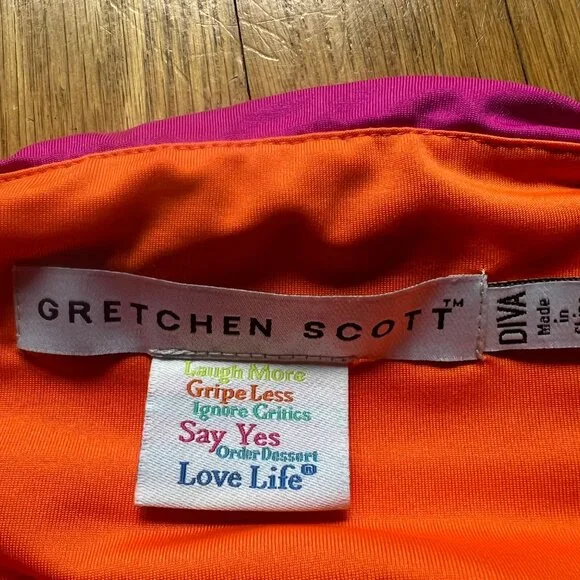 GRETCHEN SCOTT™
DIVA
Made
in
Laugh More
Gripe Less
Ignore Critics
Say Yes
Order Dessert
Love Life®